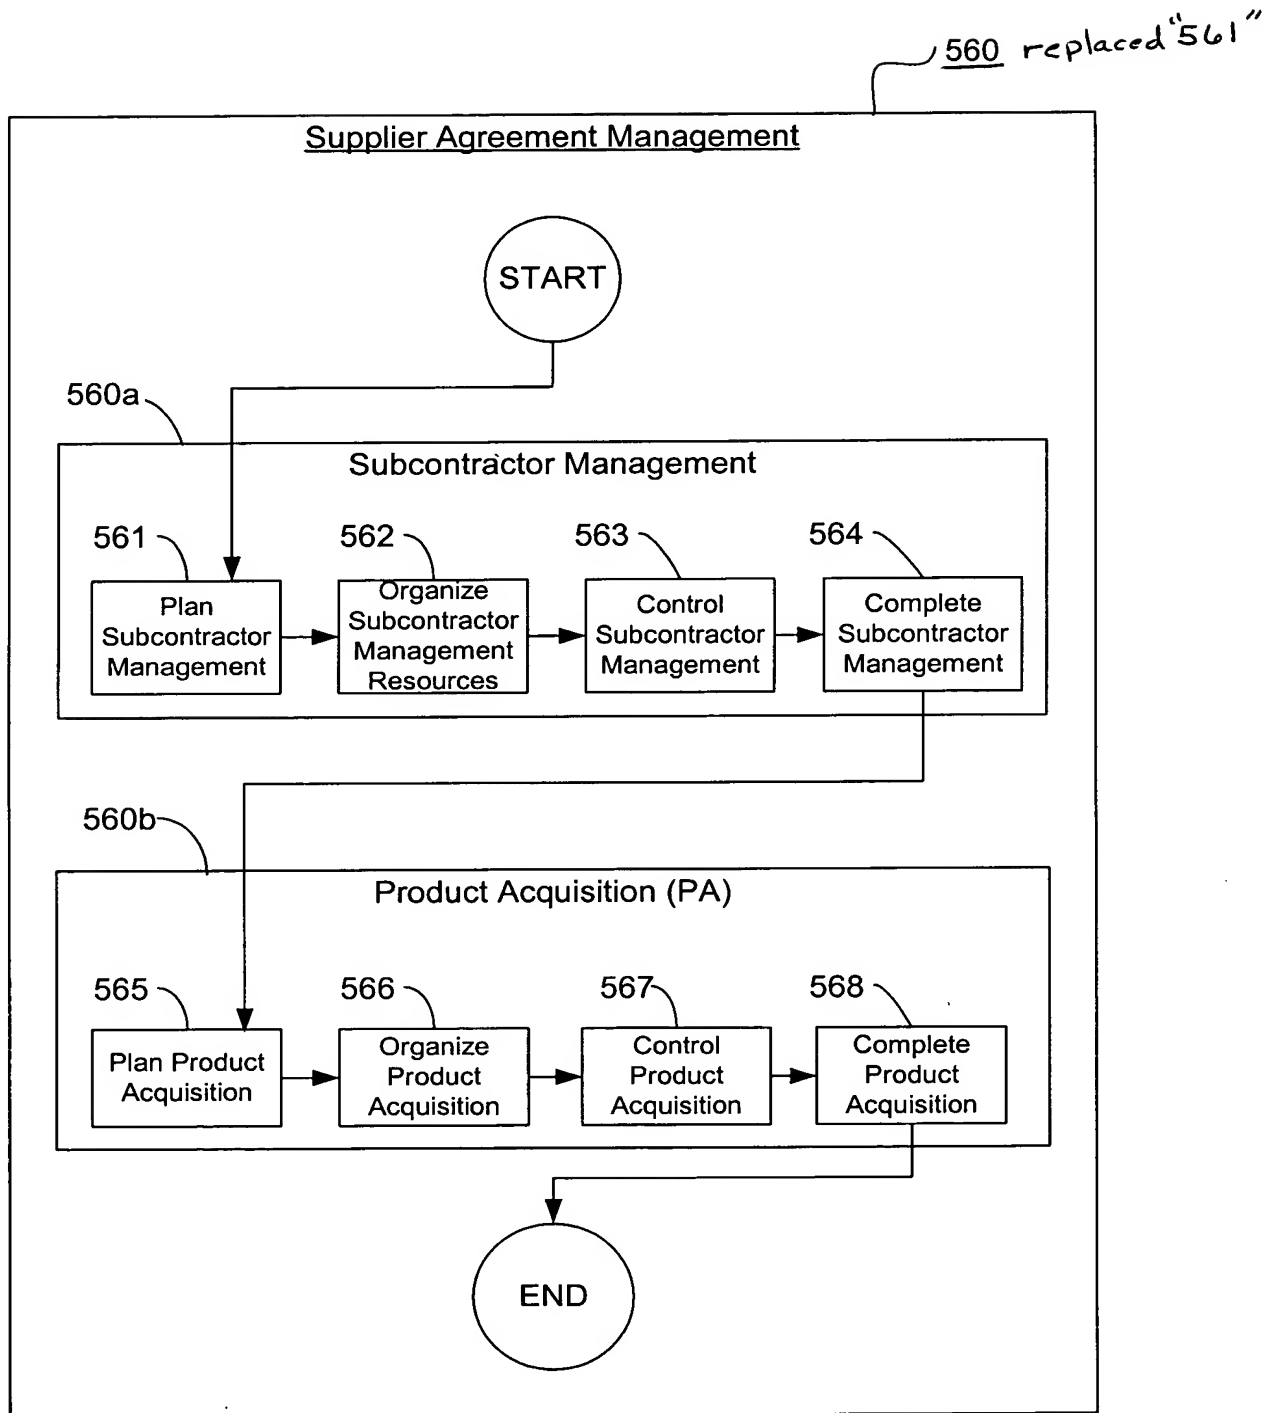 560 replaced "561"
Supplier Agreement Management
START
560a
Subcontractor Management
561
562
563
564
Plan
Subcontractor
Management
Organize
Subcontractor
Management
Resources
Control
Subcontractor
Management
Complete
Subcontractor
Management
560b
Product Acquisition (PA)
565
566
567
568
Plan Product
Acquisition
Organize
Product
Acquisition
Control
Product
Acquisition
Complete
Product
Acquisition
END